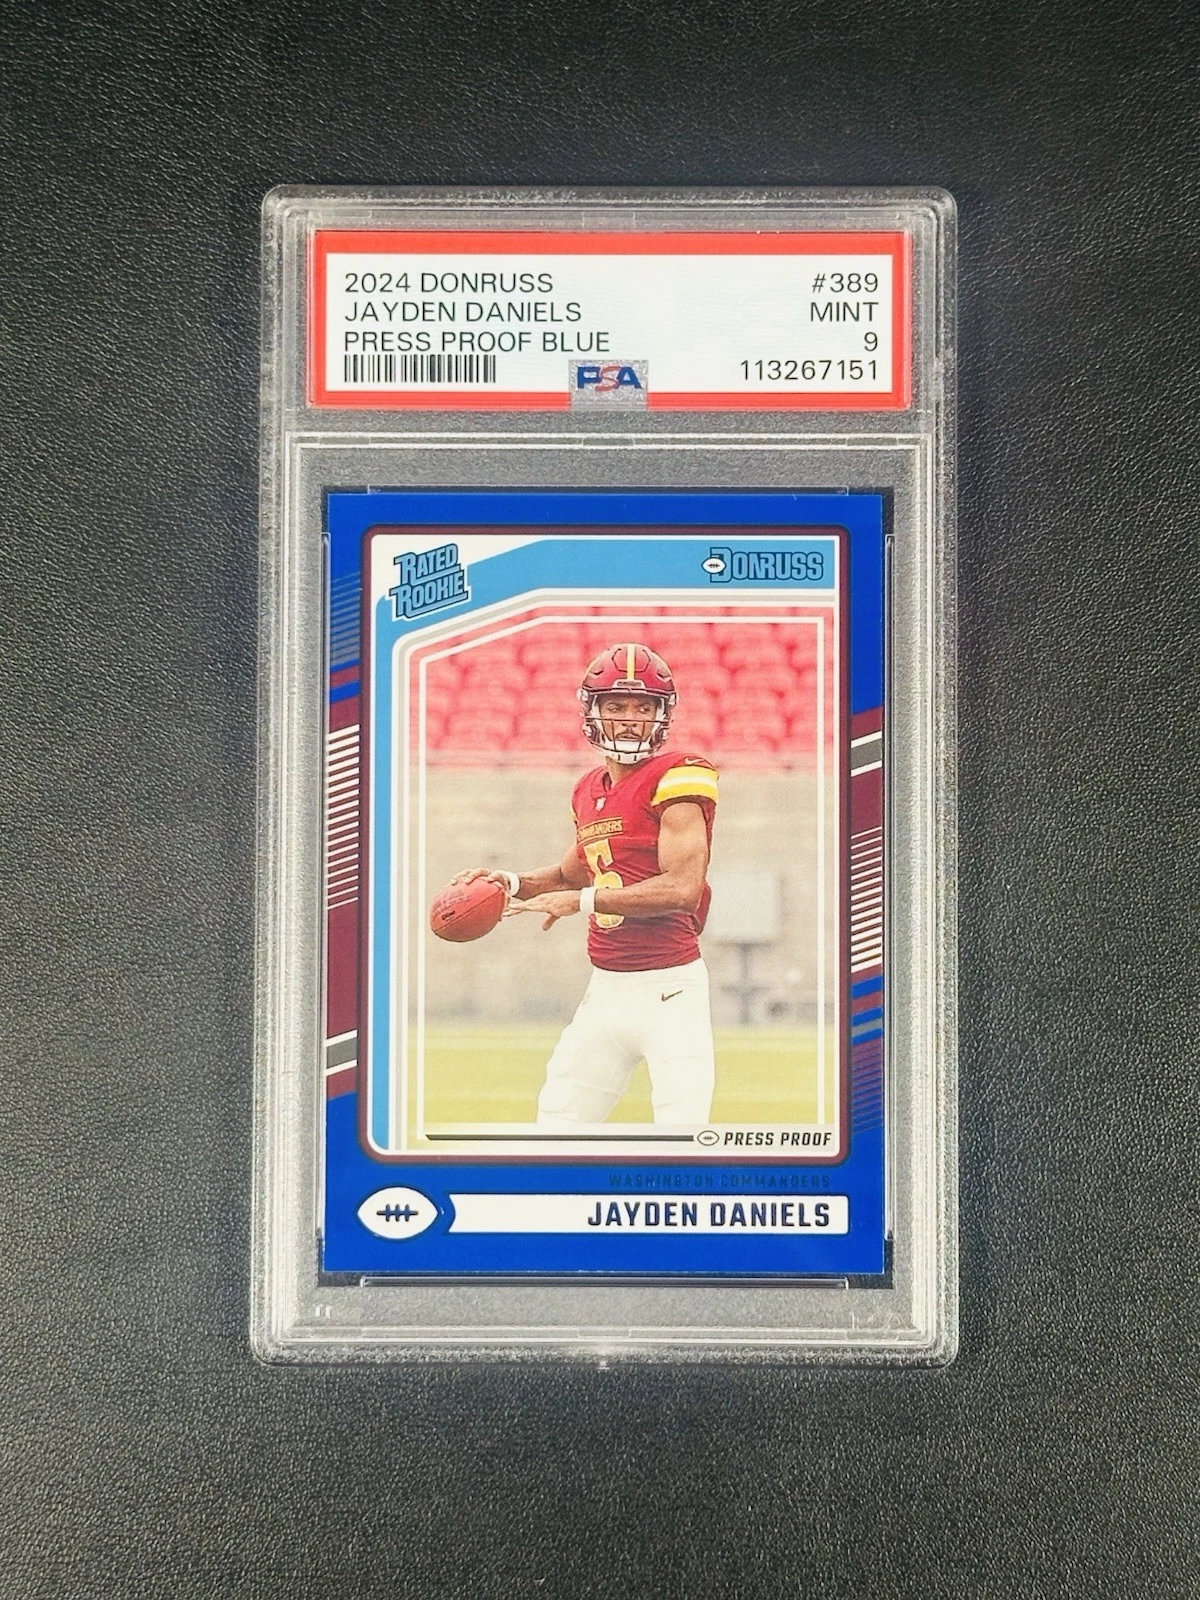 2024 DONRUSS #389
JAYDEN DANIELS MINT
PRESS PROOF BLUE 9
PSA 113267151
RATED ROOKIE
DONRUSS
COMMANDERS
5
PRESS PROOF
WASHINGTON COMMANDERS
JAYDEN DANIELS